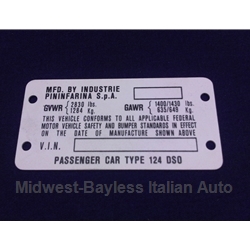 MFD. BY INDUSTRIE
PININFARINA S.p.A.
GVWR 2830 lbs. 1284 Kg. GAWR 1400/1430 lbs. 635/649 Kg.
THIS VEHICLE CONFORMS TO ALL APPLICABLE FEDERAL
MOTOR VEHICLE SAFETY AND BUMPER STANDARDS IN EFFECT
ON THE DATE OF MANUFACTURE SHOWN ABOVE
V.I.N.
PASSENGER CAR TYPE 124 DSO
Midwest-Bayless Italian Auto